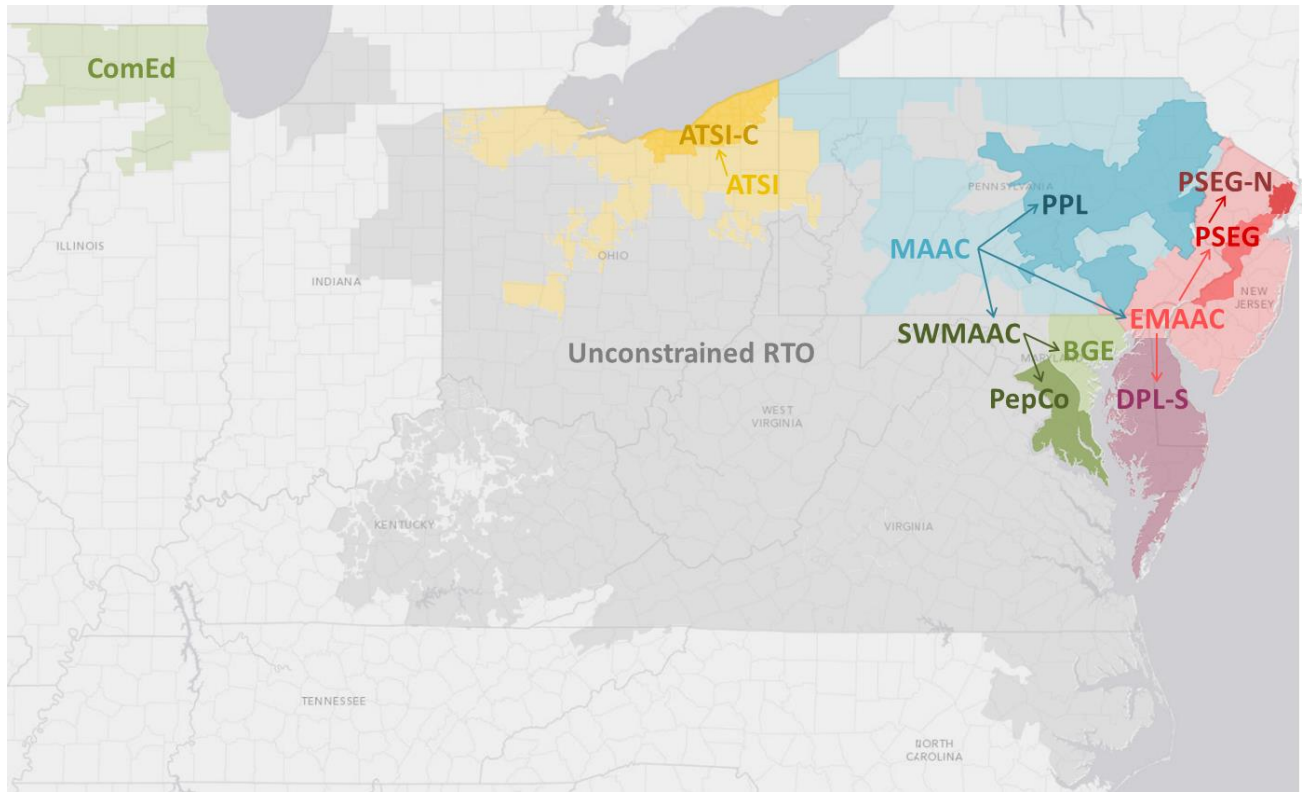 ComEd
ATSI-C
PSEG-N
ATSI
PENNSYLVANIA
PPL
PSEG
ILLINOIS
MAAC
OHIO
INDIANA
NEW
JERSEY
EMAAC
SWMAAC
Unconstrained RTO
MARYLAND
BGE
PepCo
DPL-S
WEST
VIRGINIA
KENTUCKY
VIRGINIA
TENNESSEE
NORTH
CAROLINA